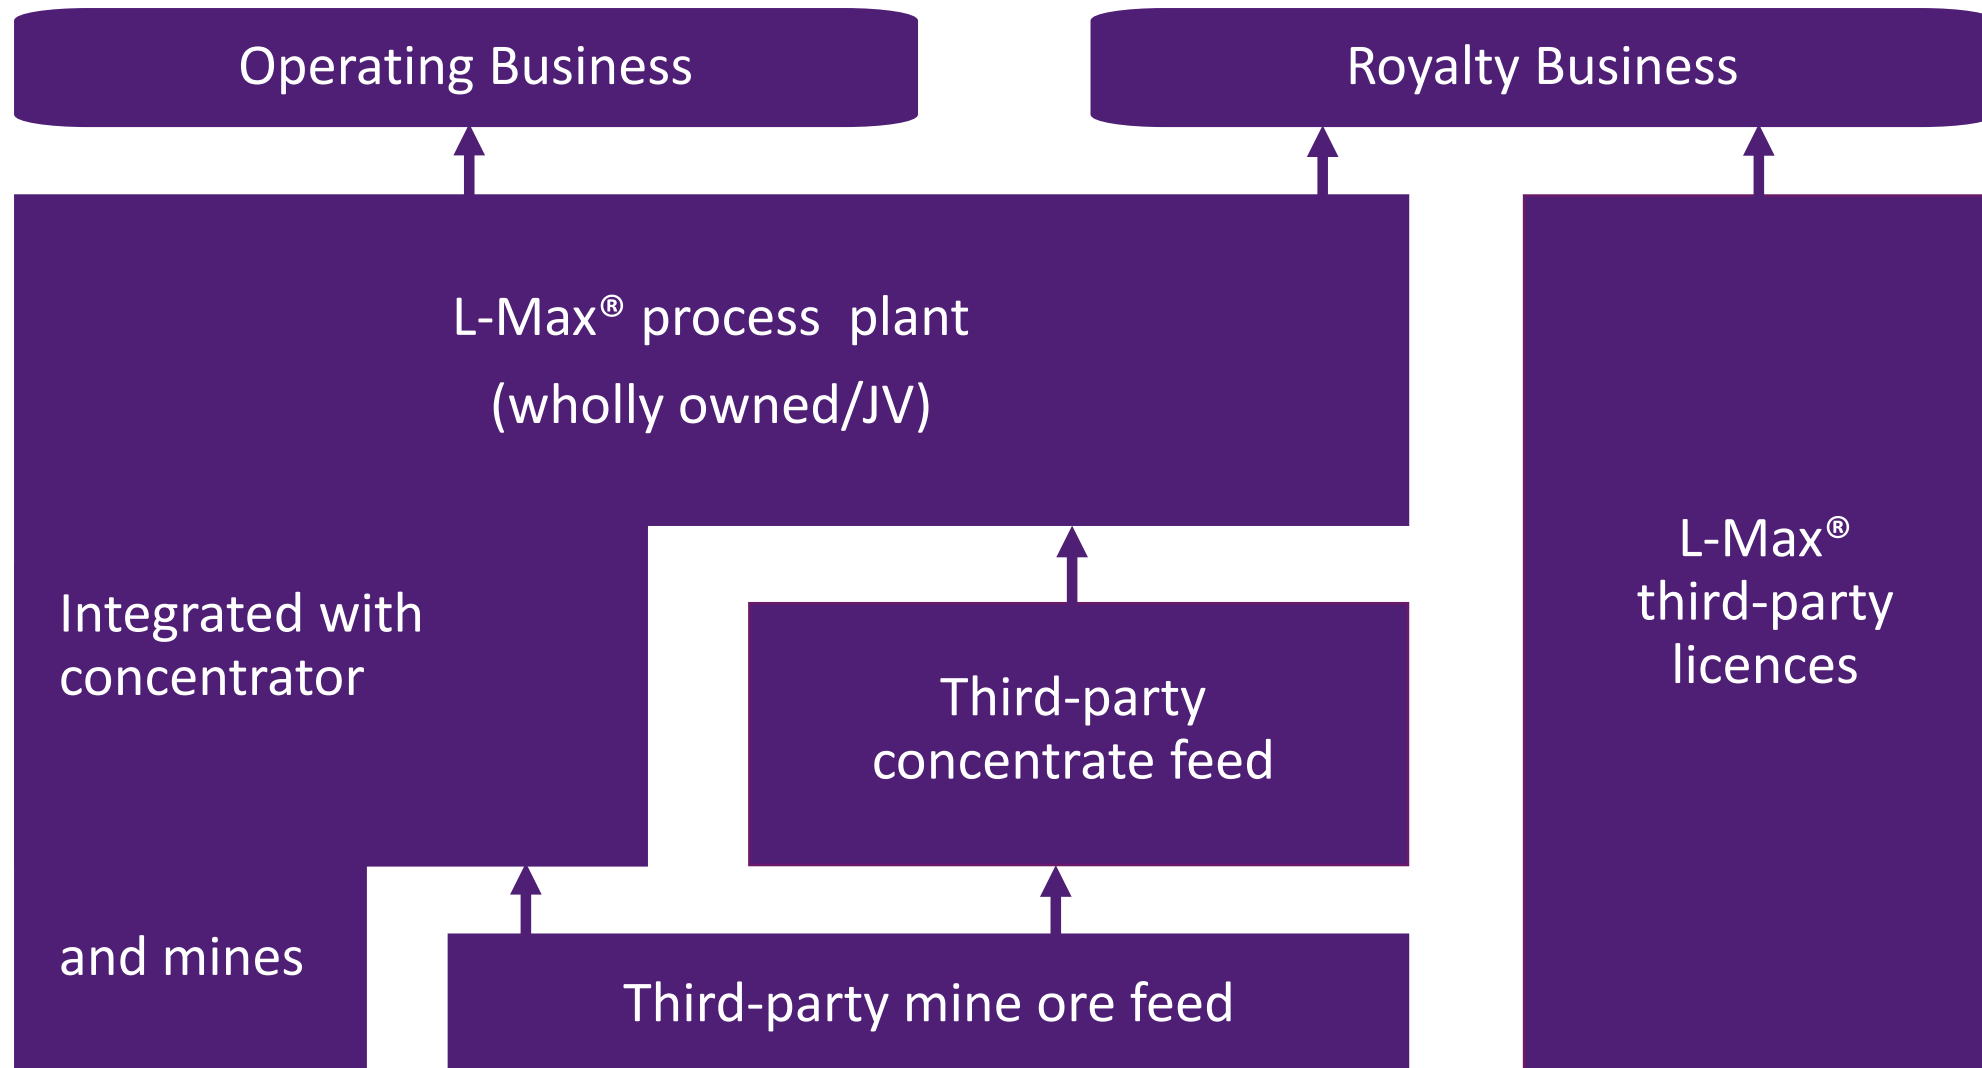 Operating Business
Royalty Business
L-Max® process plant
(wholly owned/JV)
Integrated with
concentrator
and mines
Third-party
concentrate feed
Third-party mine ore feed
L-Max®
third-party
licences